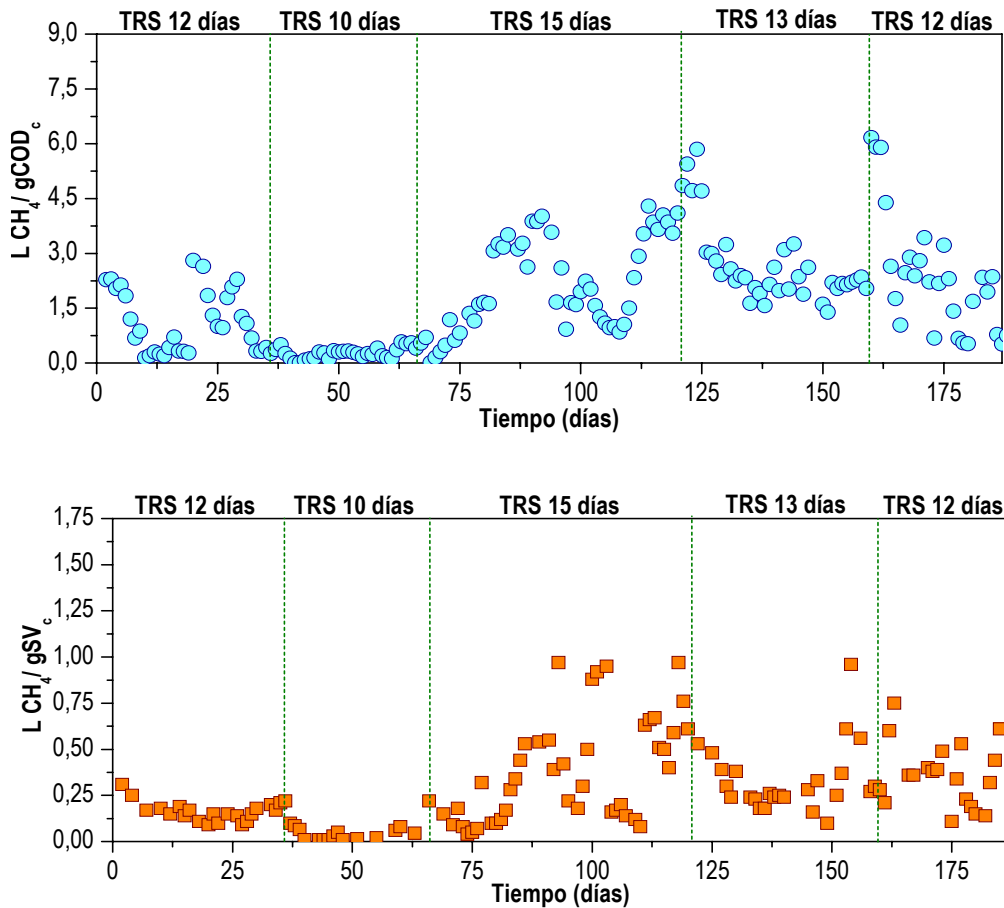 TRS 12 días TRS 10 días TRS 15 días TRS 13 días TRS 12 días
9,0
7,5
6,0
4,5
3,0
1,5
0,0
L CH4/ gCODc
0 25 50 75 100 125 150 175
Tiempo (días)
TRS 12 días TRS 10 días TRS 15 días TRS 13 días TRS 12 días
1,75
1,50
1,25
1,00
0,75
0,50
0,25
0,00
L CH4/ gSVc
0 25 50 75 100 125 150 175
Tiempo (días)